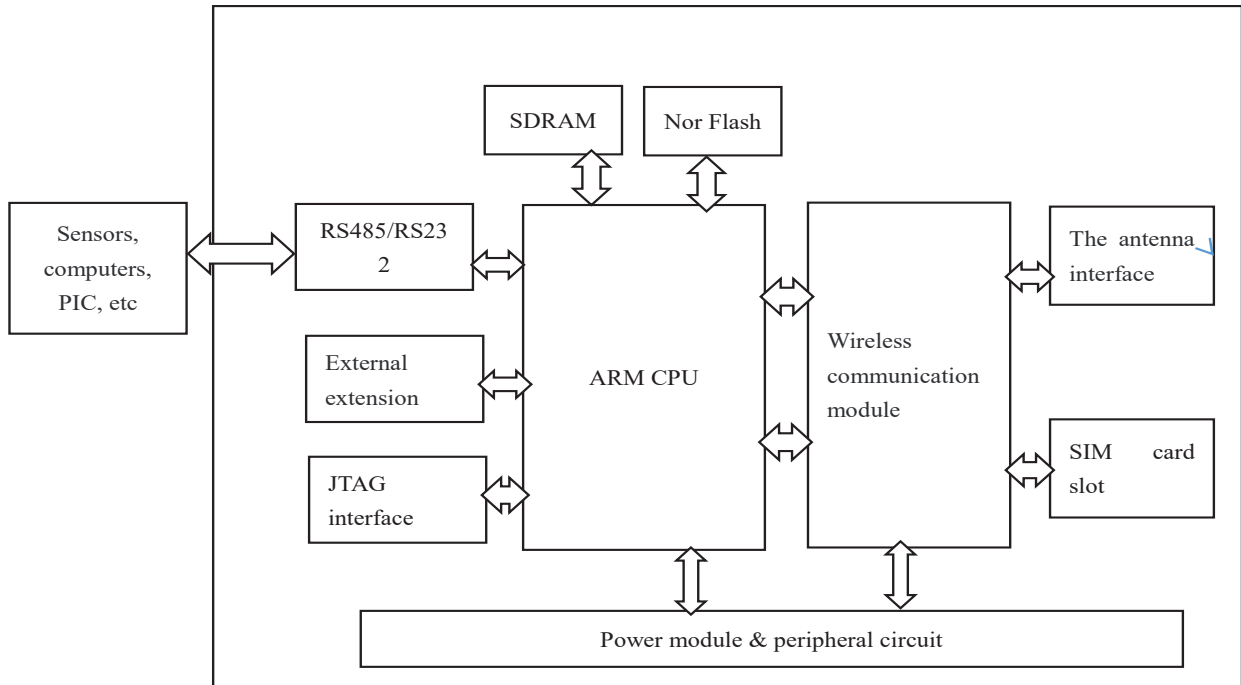 SDRAM
Nor Flash
Sensors,
computers,
PIC, etc
RS485/RS23
2
The antenna
interface
External
extension
ARM CPU
Wireless
communication
module
JTAG
interface
SIM card
slot
Power module & peripheral circuit